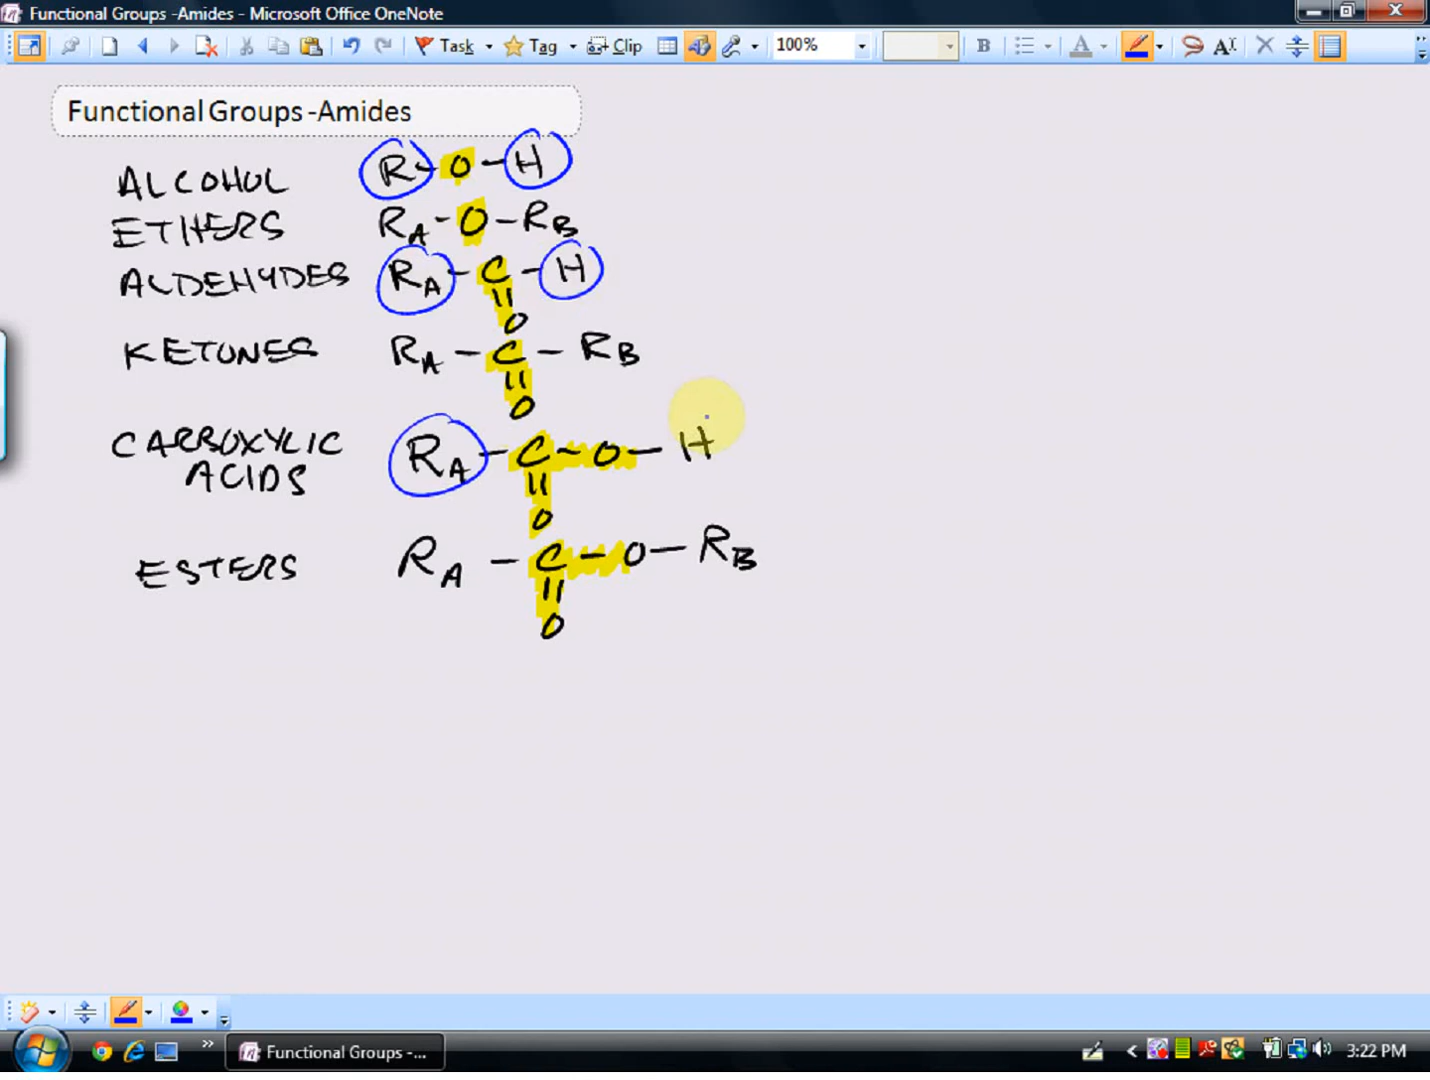 Functional Groups -Amides - Microsoft Office OneNote
Task Tag Clip 100% B A A
Functional Groups -Amides
ALCOHOL R - O - H
ETHERS RA - O - RB
ALDEHYDES RA - C - H
O
KETONES RA - C - RB
O
CARBOXYLIC RA - C - O - H
ACIDS
O
ESTERS RA - C - O - RB
O
Functional Groups -... 3:22 PM